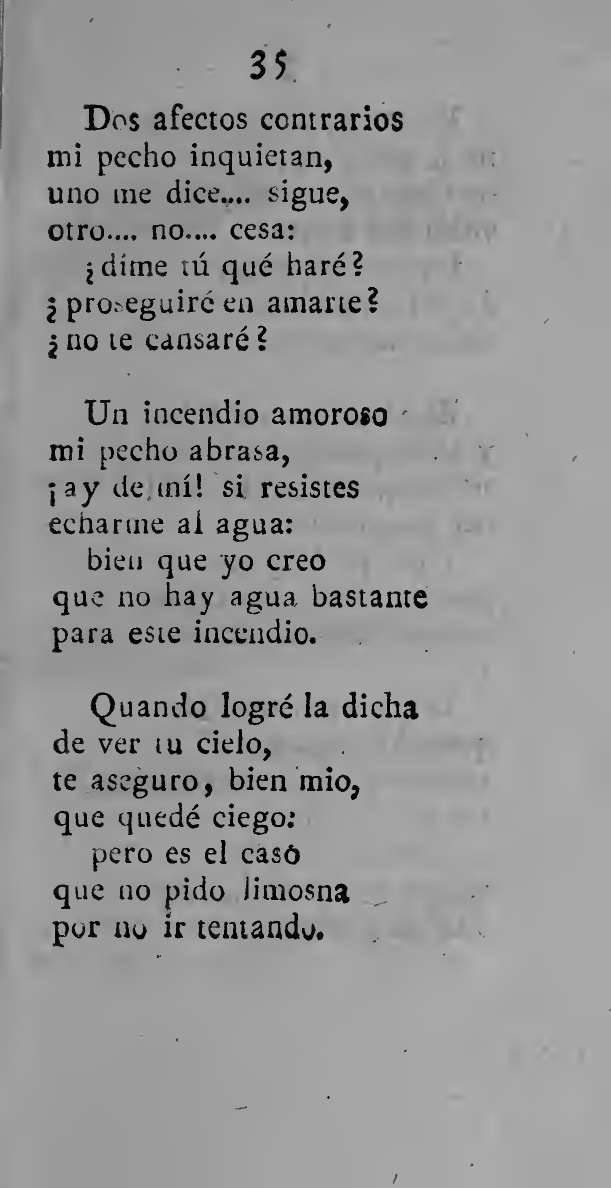 35
Dos afectos contrarios
mi pecho inquietan,
uno me dice.... sigue,
otro.... no.... cesa:
¿dime tú qué haré?
¿proseguiré en amarte?
¿no te cansaré?
Un incendio amoroso
mi pecho abrasa,
¡ay de mí! si resistes
echarme al agua:
bien que yo creo
que no hay agua bastante
para este incendio.
Quando logré la dicha
de ver tu cielo,
te aseguro, bien mio,
que quedé ciego:
pero es el caso
que no pido limosna
por no ir tentando.